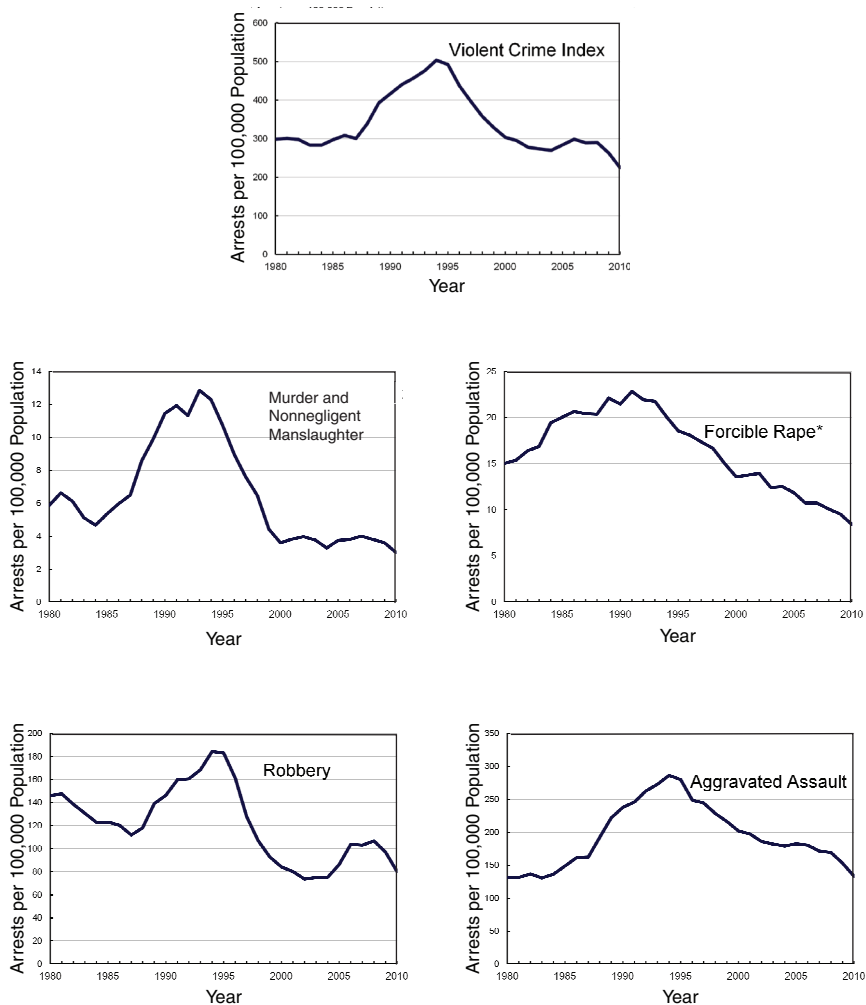 Arrests per 100,000 Population
600
500
400
300
200
100
0
Violent Crime Index
1980 1985 1990 1995 2000 2005 2010
Year
Arrests per 100,000 Population
14
12
10
8
6
4
2
0
Murder and
Nonnegligent
Manslaughter
1980 1985 1990 1995 2000 2005 2010
Year
Arrests per 100,000 Population
25
20
15
10
5
0
Forcible Rape*
1980 1985 1990 1995 2000 2005 2010
Year
Arrests per 100,000 Population
200
180
160
140
120
100
80
60
40
20
0
Robbery
1980 1985 1990 1995 2000 2005 2010
Year
Arrests per 100,000 Population
350
300
250
200
150
100
50
0
Aggravated Assault
1980 1985 1990 1995 2000 2005 2010
Year